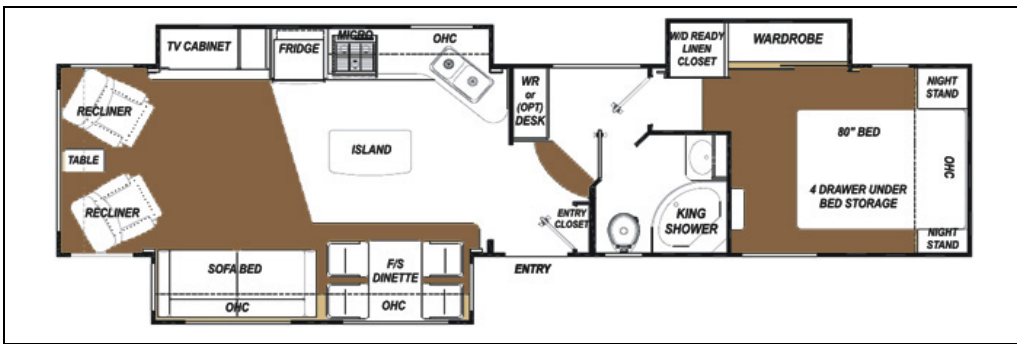 TV CABINET
FRIDGE
MICRO
OHC
RECLINER
TABLE
RECLINER
ISLAND
SOFA BED
OHC
F/S
DINETTE
OHC
WR
or
(OPT)
DESK
ENTRY
CLOSET
ENTRY
KING
SHOWER
W/D READY
LINEN
CLOSET
WARDROBE
NIGHT
STAND
80" BED
OHC
4 DRAWER UNDER
BED STORAGE
NIGHT
STAND